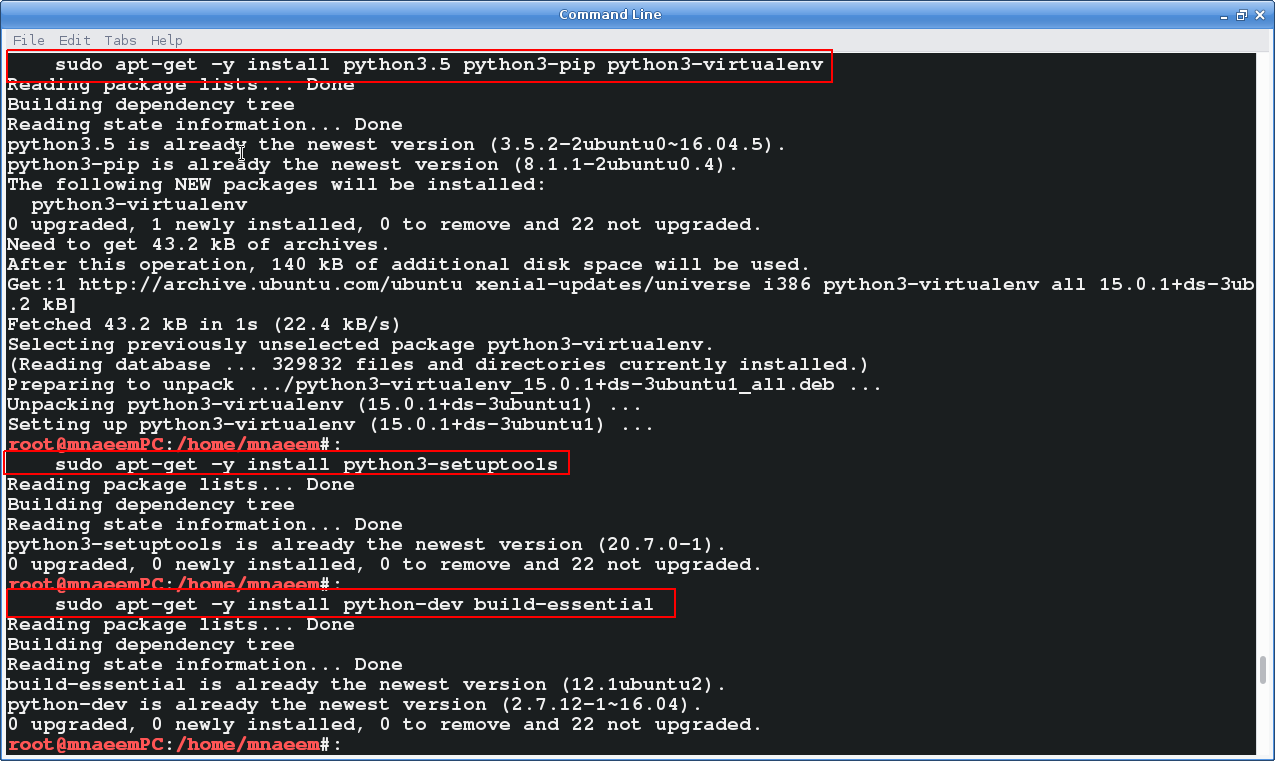 Command Line
File Edit Tabs Help
sudo apt-get -y install python3.5 python3-pip python3-virtualenv
Reading package lists... Done
Building dependency tree
Reading state information... Done
python3.5 is already the newest version (3.5.2-2ubuntu0~16.04.5).
python3-pip is already the newest version (8.1.1-2ubuntu0.4).
The following NEW packages will be installed:
  python3-virtualenv
0 upgraded, 1 newly installed, 0 to remove and 22 not upgraded.
Need to get 43.2 kB of archives.
After this operation, 140 kB of additional disk space will be used.
Get:1 http://archive.ubuntu.com/ubuntu xenial-updates/universe i386 python3-virtualenv all 15.0.1+ds-3ub
.2 kB]
Fetched 43.2 kB in 1s (22.4 kB/s)
Selecting previously unselected package python3-virtualenv.
(Reading database ... 329832 files and directories currently installed.)
Preparing to unpack .../python3-virtualenv_15.0.1+ds-3ubuntu1_all.deb ...
Unpacking python3-virtualenv (15.0.1+ds-3ubuntu1) ...
Setting up python3-virtualenv (15.0.1+ds-3ubuntu1) ...
root@mnaeemPC:/home/mnaeem#:
    sudo apt-get -y install python3-setuptools
Reading package lists... Done
Building dependency tree
Reading state information... Done
python3-setuptools is already the newest version (20.7.0-1).
0 upgraded, 0 newly installed, 0 to remove and 22 not upgraded.
root@mnaeemPC:/home/mnaeem#:
    sudo apt-get -y install python-dev build-essential
Reading package lists... Done
Building dependency tree
Reading state information... Done
build-essential is already the newest version (12.1ubuntu2).
python-dev is already the newest version (2.7.12-1~16.04).
0 upgraded, 0 newly installed, 0 to remove and 22 not upgraded.
root@mnaeemPC:/home/mnaeem#: